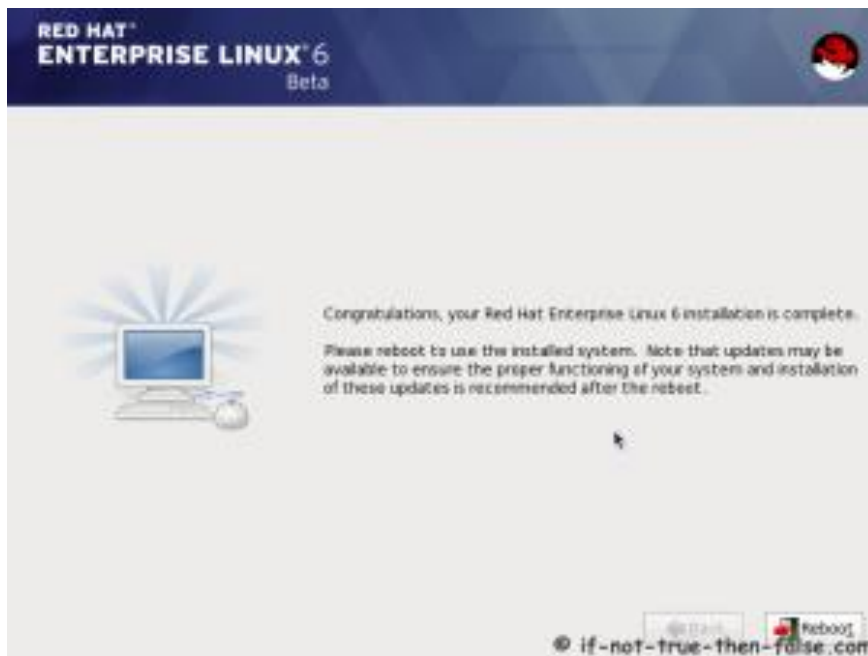 RED HAT®
ENTERPRISE LINUX® 6
Beta
Congratulations, your Red Hat Enterprise Linux 6 installation is complete.
Please reboot to use the installed system. Note that updates may be
available to ensure the proper functioning of your system and installation
of these updates is recommended after the reboot.
Back
Reboot
© if-not-true-then-false.com